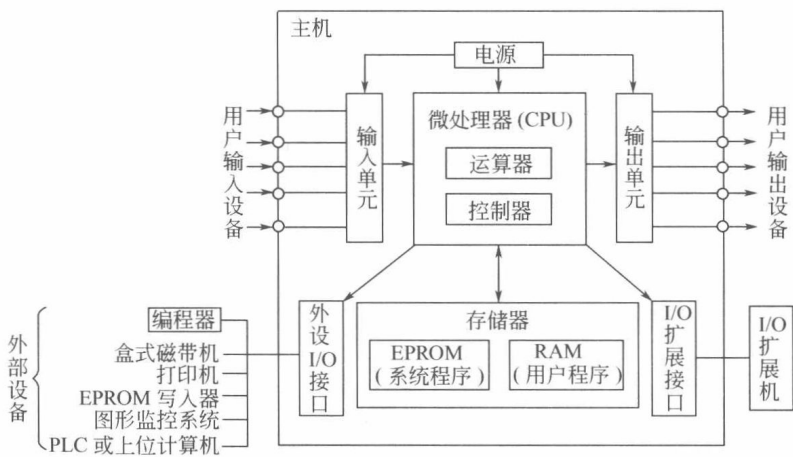 主机
电源
用户输入设备
输入单元
微处理器(CPU)
运算器
控制器
输出单元
用户输出设备
外部设备
编程器
盒式磁带机
打印机
EPROM 写入器
图形监控系统
PLC 或上位计算机
外设I/O接口
存储器
EPROM
(系统程序)
RAM
(用户程序)
I/O扩展接口
I/O扩展机